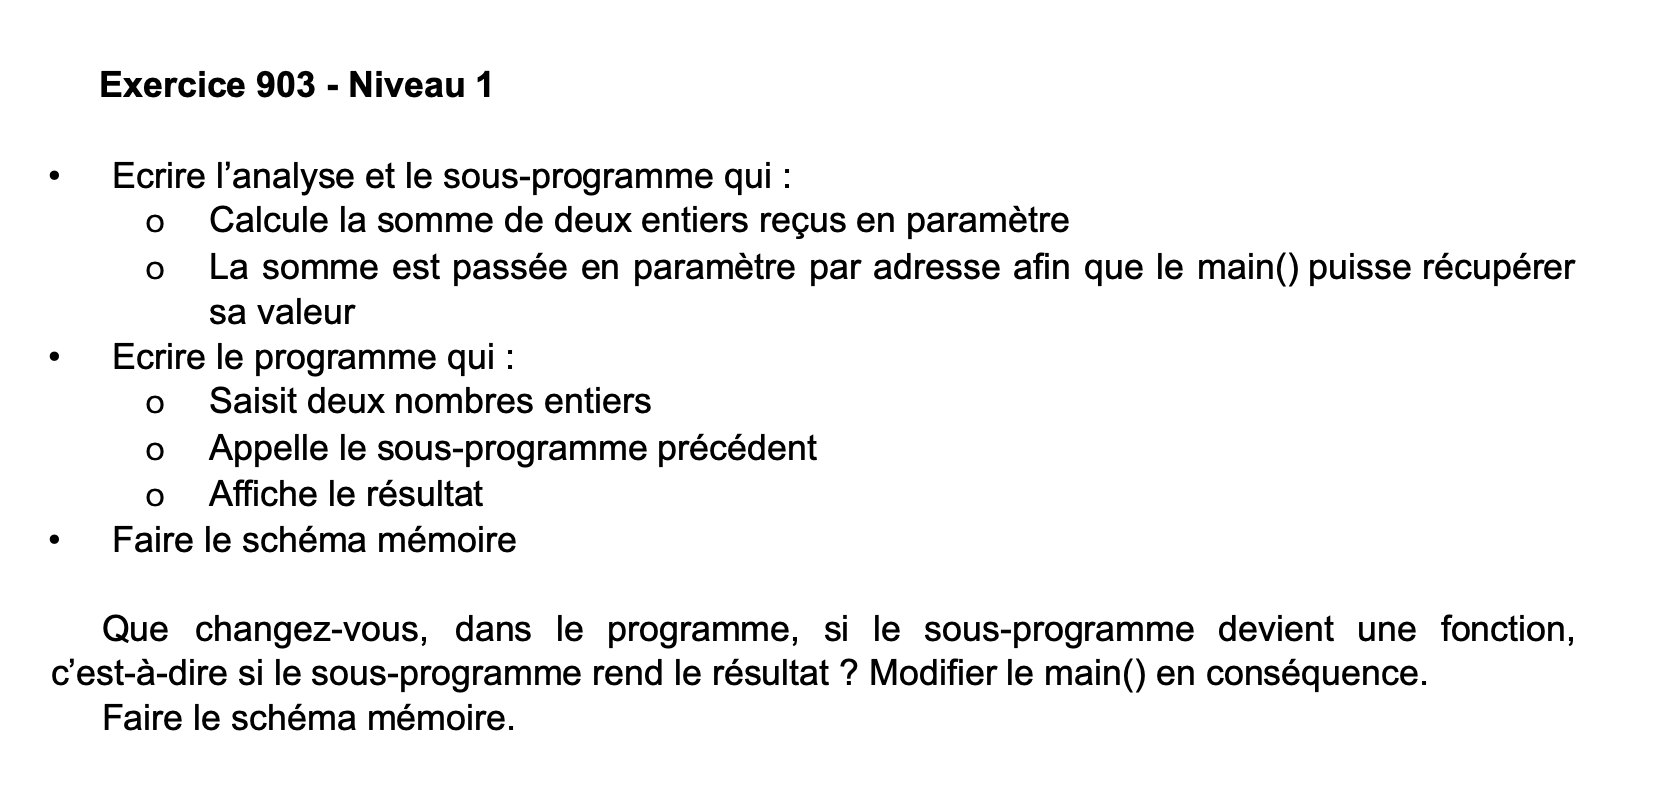 Exercice 903 - Niveau 1
• Ecrire l’analyse et le sous-programme qui :
o Calcule la somme de deux entiers reçus en paramètre
o La somme est passée en paramètre par adresse afin que le main() puisse récupérer
sa valeur
• Ecrire le programme qui :
o Saisit deux nombres entiers
o Appelle le sous-programme précédent
o Affiche le résultat
• Faire le schéma mémoire
Que changez-vous, dans le programme, si le sous-programme devient une fonction,
c’est-à-dire si le sous-programme rend le résultat ? Modifier le main() en conséquence.
Faire le schéma mémoire.